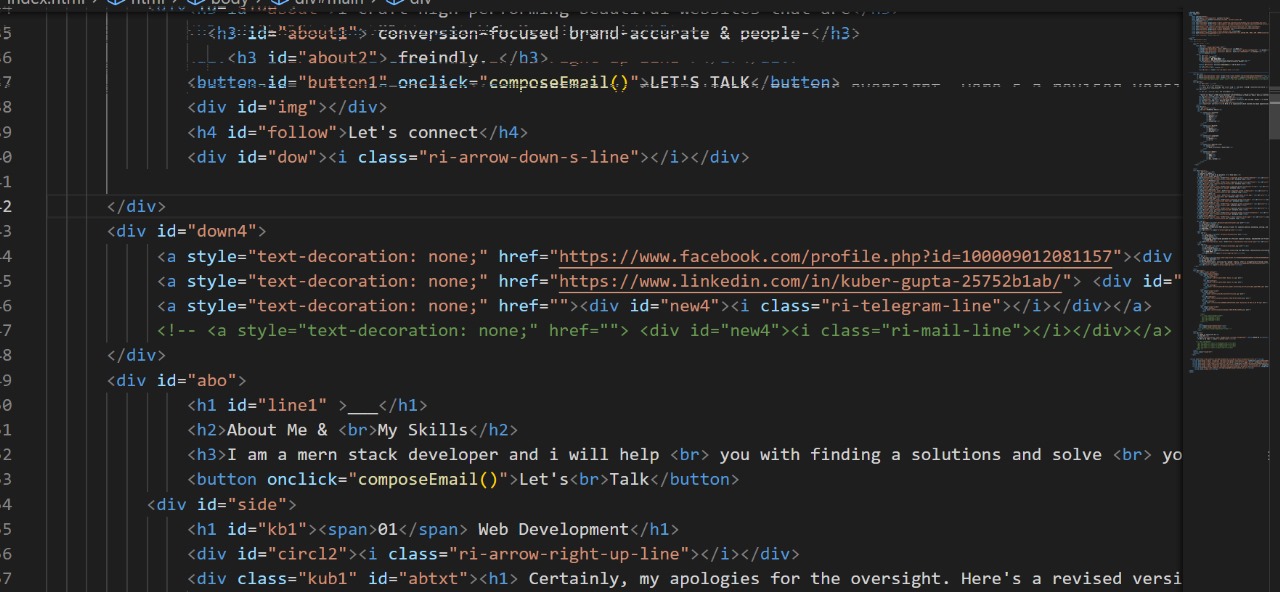 index.html > html > body > div#main > div
5 <h3 id="about1"> conversion-focused brand-accurate & people-</h3>
6 <h3 id="about2"> freindly. </h3>
7 <button id="button1" onclick="composeEmail()">LET'S TALK</button>
8 <div id="img"></div>
9 <h4 id="follow">Let's connect</h4>
0 <div id="dow"><i class="ri-arrow-down-s-line"></i></div>
1
2 </div>
3 <div id="down4">
4 <a style="text-decoration: none;" href="https://www.facebook.com/profile.php?id=100009012081157"><div
5 <a style="text-decoration: none;" href="https://www.linkedin.com/in/kuber-gupta-25752b1ab/"> <div id="
6 <a style="text-decoration: none;" href=""><div id="new4"><i class="ri-telegram-line"></i></div></a>
7 <!-- <a style="text-decoration: none;" href=""> <div id="new4"><i class="ri-mail-line"></i></div></a>
8 </div>
9 <div id="abo">
0 <h1 id="line1" >___</h1>
1 <h2>About Me & <br>My Skills</h2>
2 <h3>I am a mern stack developer and i will help <br> you with finding a solutions and solve <br> yo
3 <button onclick="composeEmail()">Let's<br>Talk</button>
4 <div id="side">
5 <h1 id="kb1"><span>01</span> Web Development</h1>
6 <div id="circl2"><i class="ri-arrow-right-up-line"></i></div>
7 <div class="kub1" id="abtxt"><h1> Certainly, my apologies for the oversight. Here's a revised versi